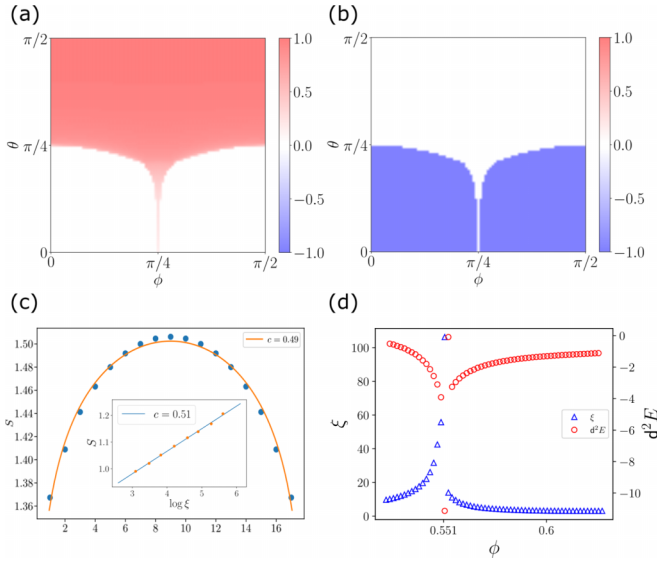 (a)
π/2
π/4
0
θ
0
π/4
π/2
φ
1.0
0.5
0.0
−0.5
−1.0
(b)
π/2
π/4
0
θ
0
π/4
π/2
φ
1.0
0.5
0.0
−0.5
−1.0
(c)
1.50
1.48
1.46
1.44
1.42
1.40
1.38
1.36
S
2
4
6
8
10
12
14
16
c = 0.49
c = 0.51
1.2
1.1
1.0
S
3
4
5
6
log ξ
(d)
100
80
60
40
20
0
ξ
0.551
0.6
ϕ
0
−2
−4
−6
−8
−10
d²E
ξ
d²E